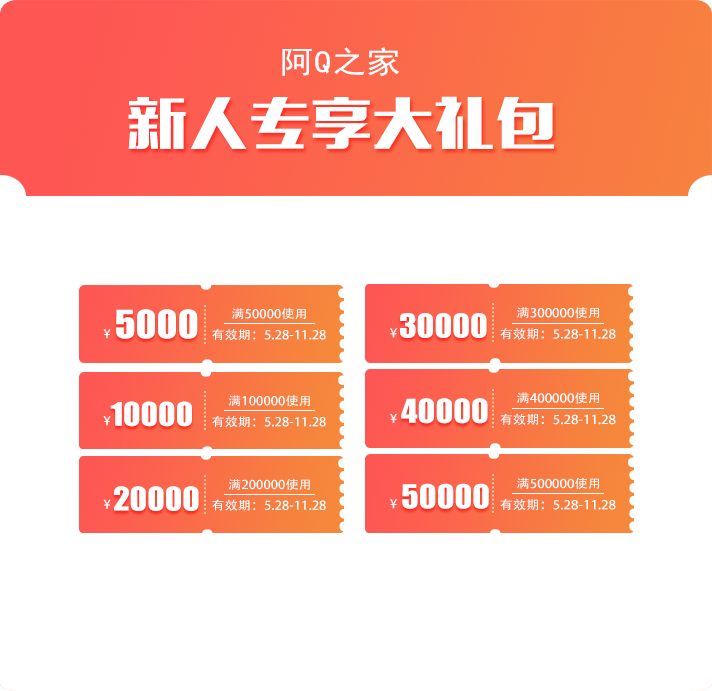 阿Q之家
新人专享大礼包
¥5000
满50000使用
有效期：5.28-11.28
¥10000
满100000使用
有效期：5.28-11.28
¥20000
满200000使用
有效期：5.28-11.28
¥30000
满300000使用
有效期：5.28-11.28
¥40000
满400000使用
有效期：5.28-11.28
¥50000
满500000使用
有效期：5.28-11.28